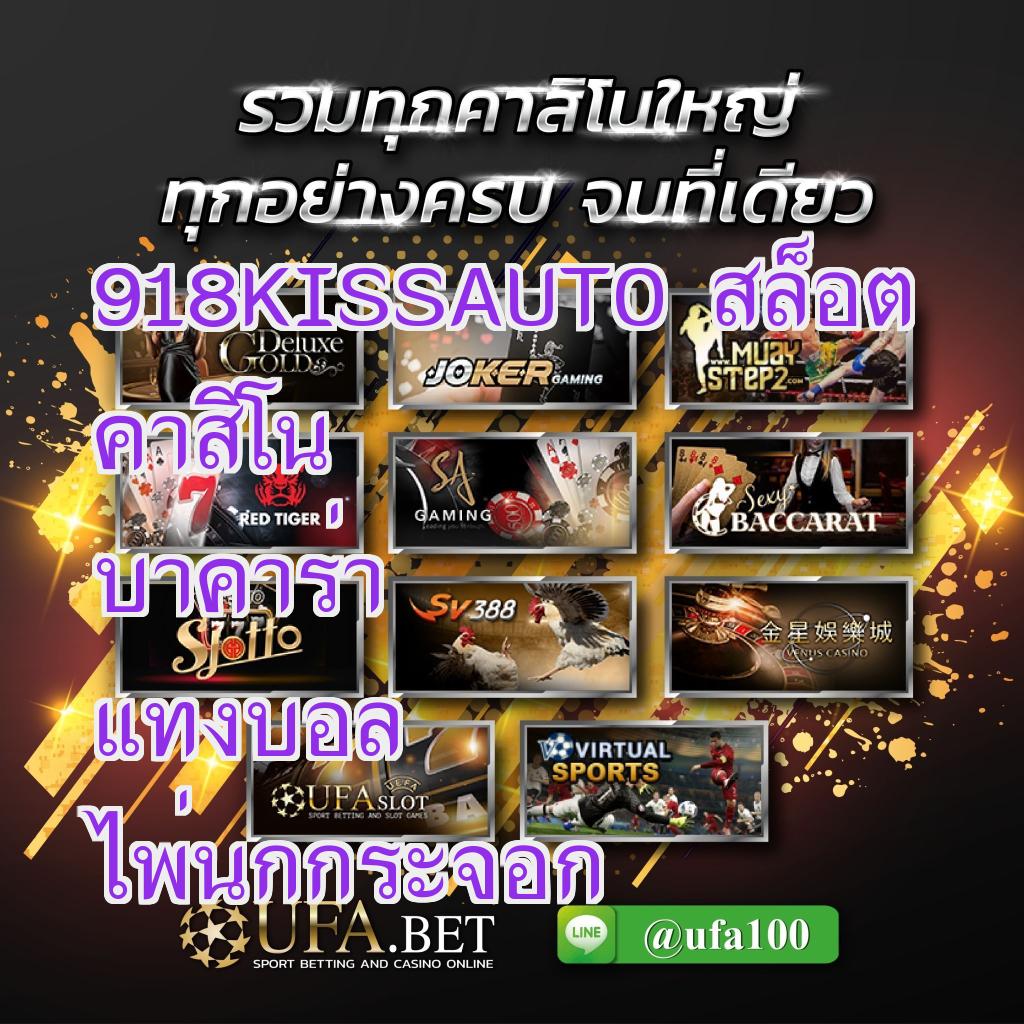 รวมทุกคาสิโนใหญ่
ทุกอย่างครบ จบที่เดียว
918KISSAUTO สล็อต
Deluxe
GOLD
JOKER GAMING
WWW.MUAY
STEP2.COM
คาสิโน
7
RED TIGER
SA
GAMING
Sexy
BACCARAT
บาคาร่า
Sjotto
SV388
金星娛樂城
VENUS CASINO
แทงบอล
UFA SLOT
SPORT BETTING AND SLOT GAMES
VIRTUAL
SPORTS
ไพ่นกกระจอก
UFA.BET
SPORT BETTING AND CASINO ONLINE
LINE
@ufa100